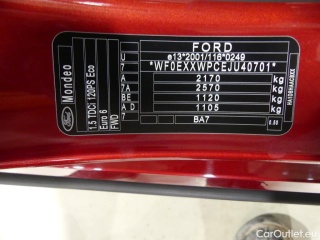 FORD
e13*2001/116*0249
*WF0EXXWPCEJU40701*
2170 kg
2570 kg
1120 kg
1105 kg
BA7
Ford
Mondeo
1.5 TDCi 120PS Eco
Euro 6
FWD
© CarOutlet.eu